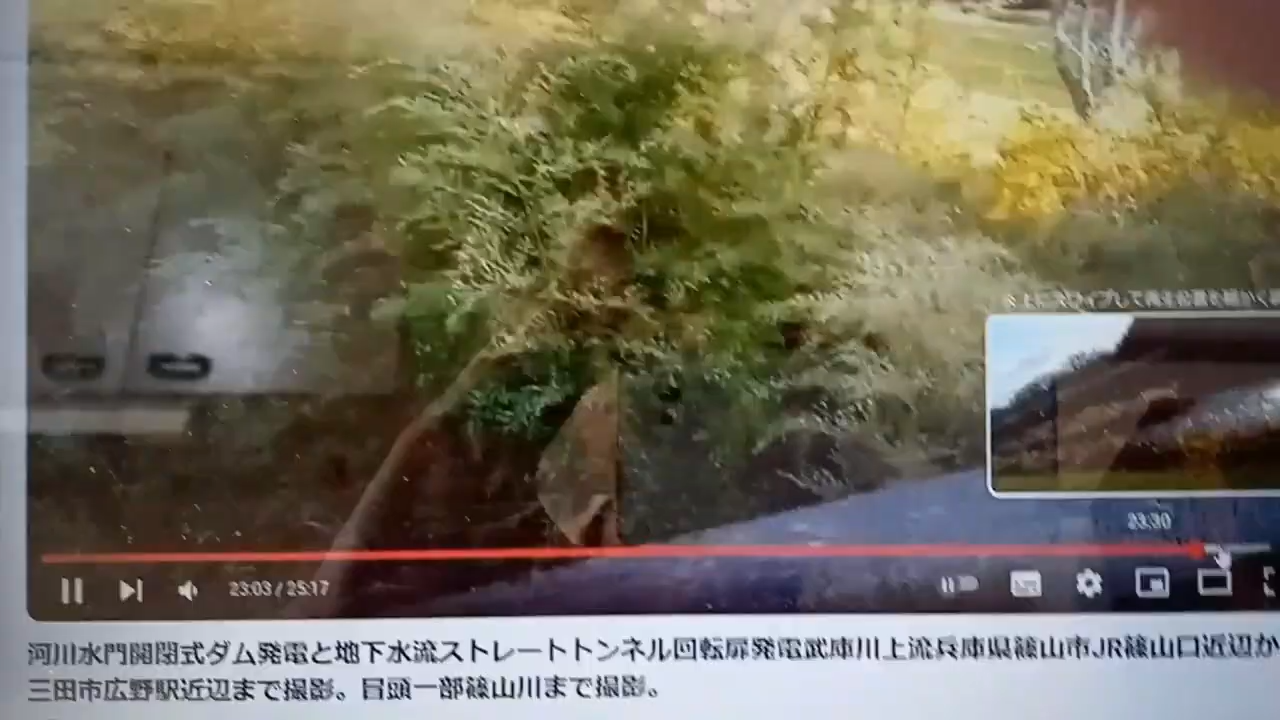 23:30
23:03 / 25:17
河川水門開閉式ダム発電と地下水流ストレートトンネル回転扉発電武庫川上流兵庫県篠山市JR篠山口近辺か
三田市広野駅近辺まで撮影。冒頭一部篠山川まで撮影。